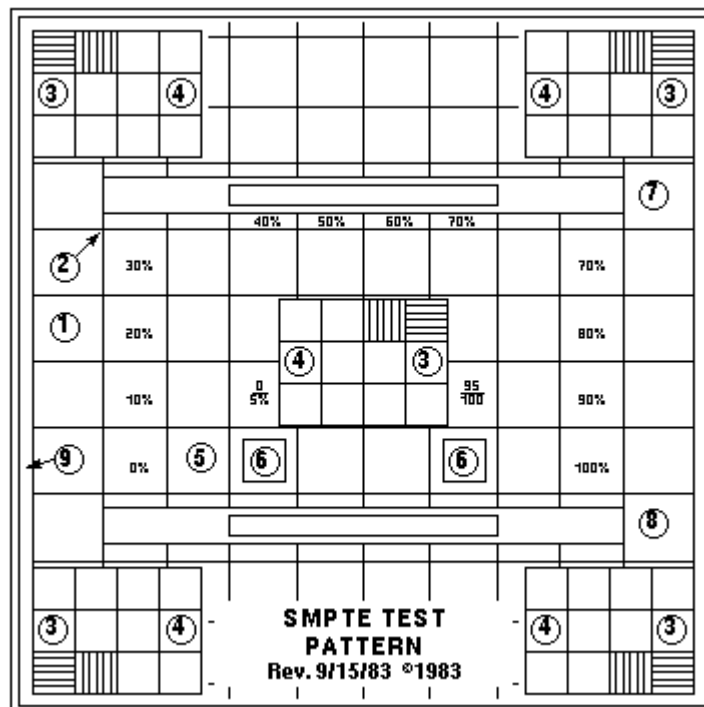 3 4 4 3
7
40% 50% 60% 70%
2 30% 70%
1 20% 80%
4 3
10% 0 95 90%
5% 100
9 0% 5 6 6 100%
8
3 4 4 3
SMPTE TEST
PATTERN
Rev. 9/15/83 ©1983